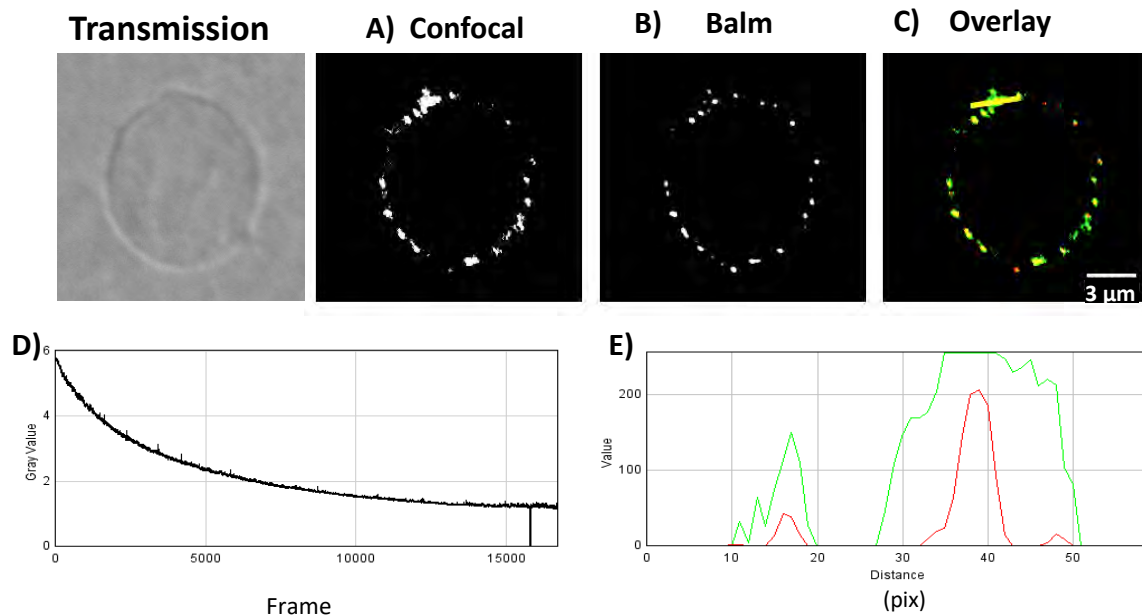 Transmission
A) Confocal
B) Balm
C) Overlay
3 μm
D)
6
4
2
0
Gray Value
0 5000 10000 15000
Frame
E)
200
100
0
Value
0 10 20 30 40 50
Distance
(pix)